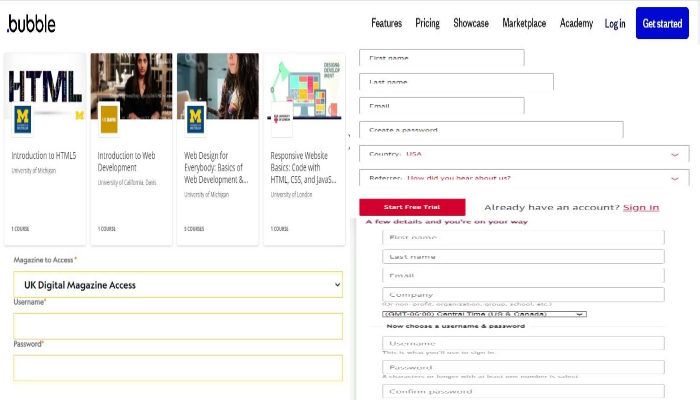 .bubble
Features Pricing Showcase Marketplace Academy Log in Get started
HTML
M
UC DAVIS
M
DESIGNING
DEVELOPMENT
Introduction to HTML5
University of Michigan
1 COURSE
Introduction to Web
Development
University of California, Davis
1 COURSE
Web Design for
Everybody: Basics of
Web Development &...
University of Michigan
5 COURSES
Responsive Website
Basics: Code with
HTML, CSS, and JavaS...
University of London
1 COURSE
Magazine to Access*
UK Digital Magazine Access
Username*
Password*
First name
Last name
Email
Create a password
Country: USA
Referrer: How did you hear about us?
Start Free Trial Already have an account? Sign In
A few details and you're on your way
First name
Last name
Email
Company
(Or non-profit, organization, group, school, etc.)
(GMT-06:00) Central Time (US & Canada)
Now choose a username & password
Username
This is what you'll use to sign in.
Password
characters or longer with at least one number is safest.
Confirm password